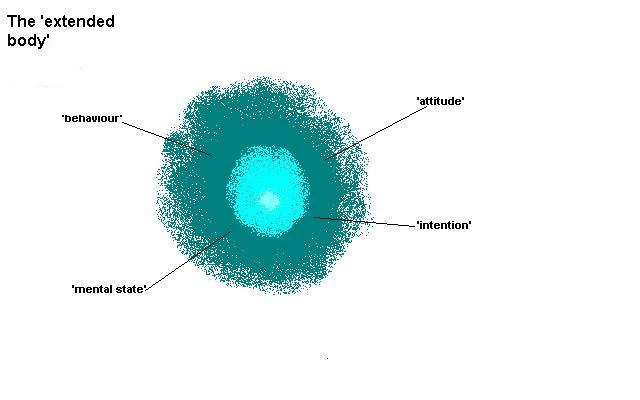 The 'extended
body'
'attitude'
'behaviour'
'intention'
'mental state'